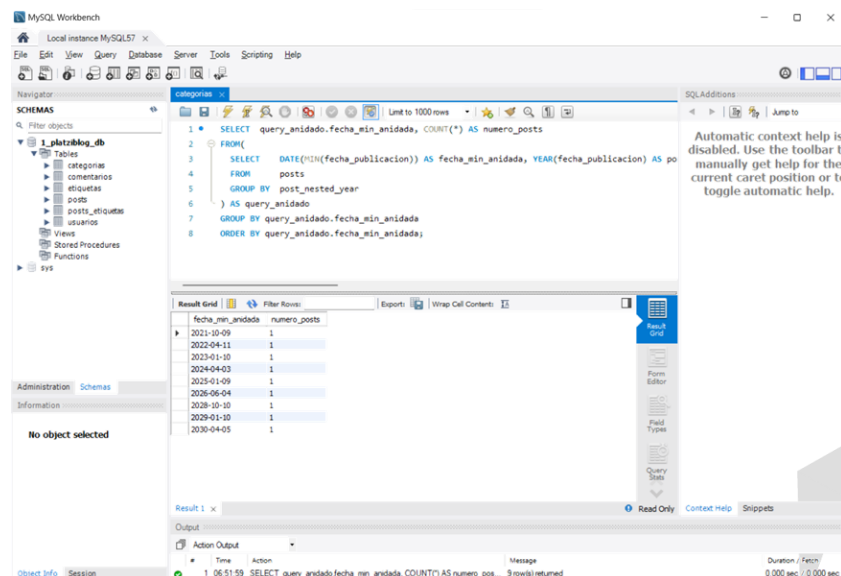 MySQL Workbench
Local instance MySQL57
File Edit View Query Database Server Tools Scripting Help
Navigator
SCHEMAS
Filter objects
1_platziblog_db
Tables
categorias
comentarios
etiquetas
posts
posts_etiquetas
usuarios
Views
Stored Procedures
Functions
sys
Administration Schemas
Information
No object selected
Object Info Session
categorias
Limit to 1000 rows
1 SELECT query_anidado.fecha_min_anidada, COUNT(*) AS numero_posts
2 FROM(
3 SELECT DATE(MIN(fecha_publicacion)) AS fecha_min_anidada, YEAR(fecha_publicacion) AS po
4 FROM posts
5 GROUP BY post_nested_year
6 ) AS query_anidado
7 GROUP BY query_anidado.fecha_min_anidada
8 ORDER BY query_anidado.fecha_min_anidada;
Result Grid Filter Rows: Export: Wrap Cell Content:
fecha_min_anidada numero_posts
2021-10-09 1
2022-04-11 1
2023-01-10 1
2024-04-03 1
2025-01-09 1
2026-06-04 1
2028-10-10 1
2029-01-10 1
2030-04-05 1
Result Grid
Form Editor
Field Types
Query Stats
Result 1 Read Only
Output
Action Output
# Time Action Message Duration / Fetch
1 06:51:59 SELECT query_anidado.fecha_min_anidada, COUNT(*) AS numero_pos... 9 row(s) returned 0.000 sec / 0.000 sec
SQLAdditions
Jump to
Automatic context help is
disabled. Use the toolbar t
manually get help for the
current caret position or to
toggle automatic help.
Context Help Snippets